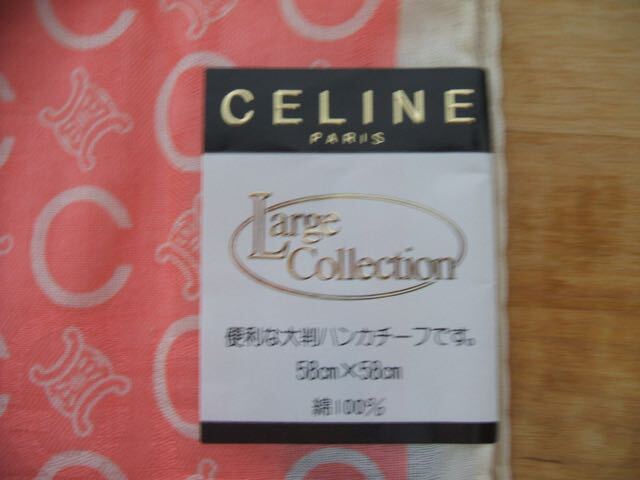 CELINE
PARIS
Large
Collection
便利な大判ハンカチーフです。
58cm×58cm
綿100%